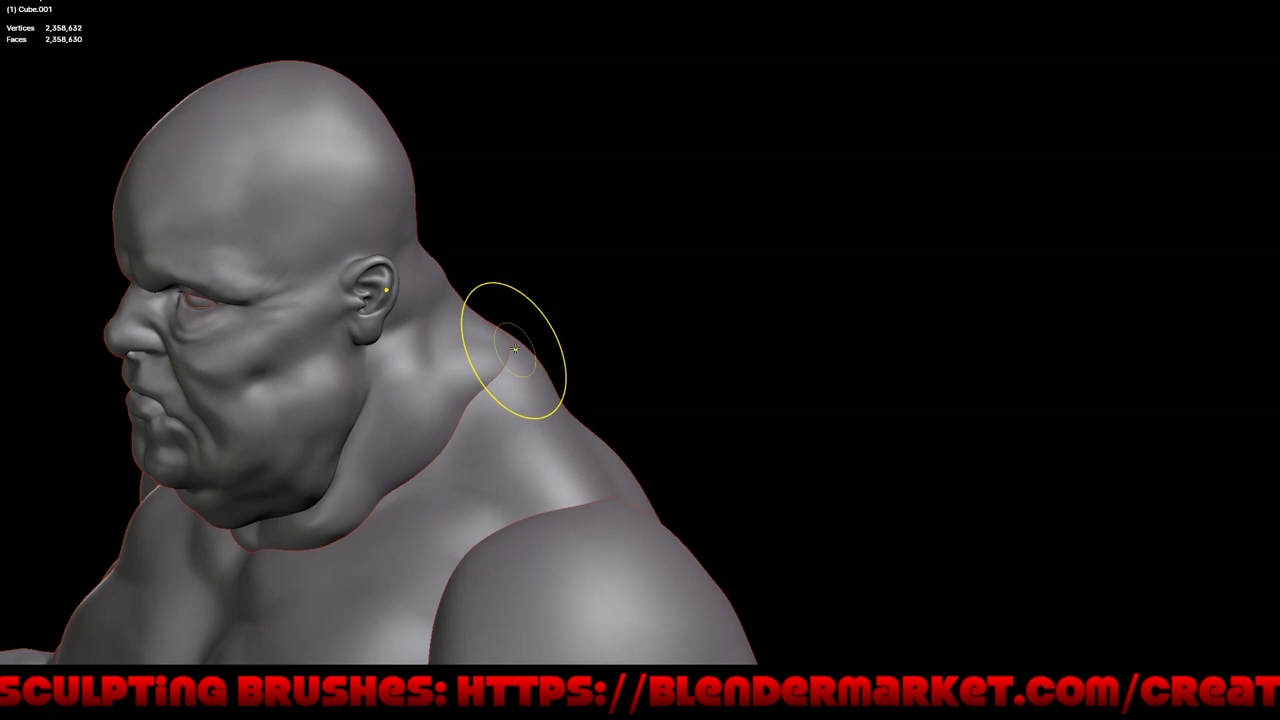 (1) Cube.001
Vertices 2,358,632
Faces 2,358,630
SCULPTiNG BRUSHeS: HTTPS://BLeNDeRMARKeT.COM/CREAT